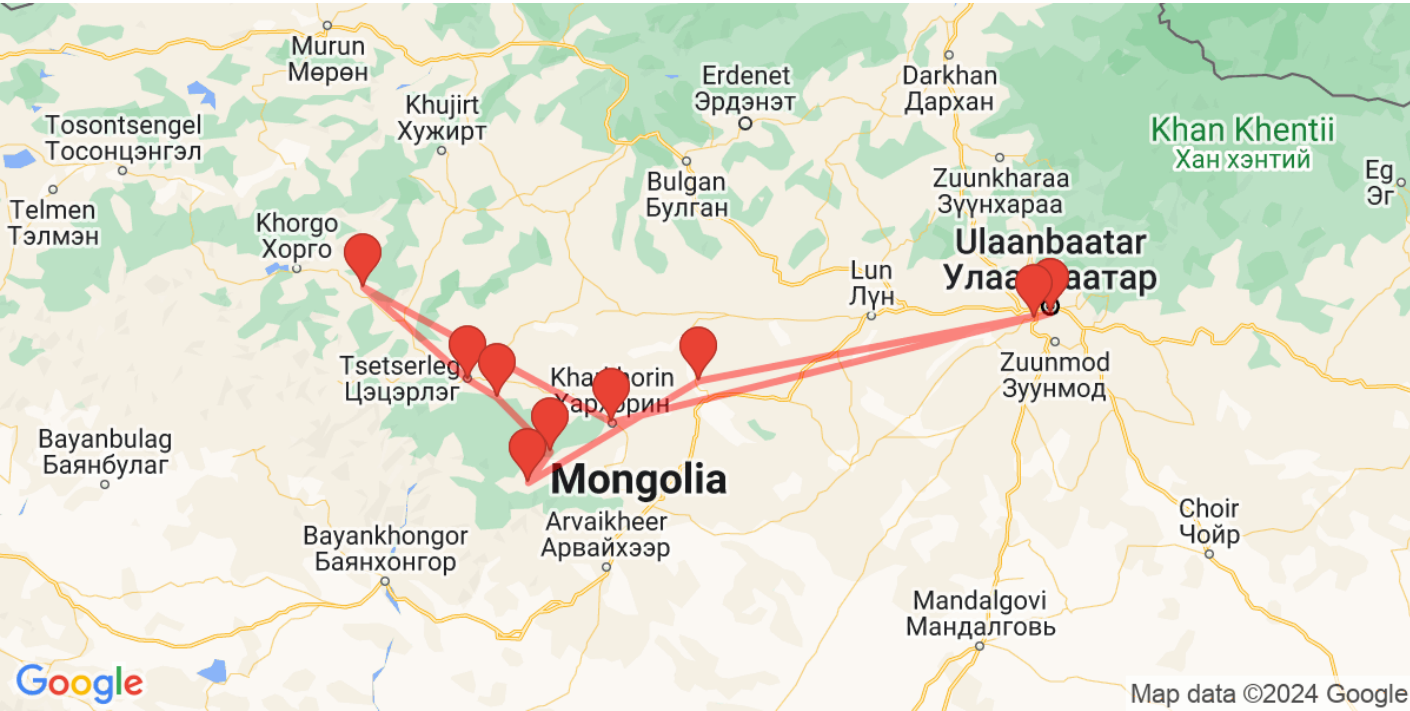 Murun
Мөрөн
Erdenet
Эрдэнэт
Darkhan
Дархан
Khujirt
Хужирт
Tosontsengel
Тосонцэнгэл
Khan Khentii
Хан хэнтий
Eg
Эг
Bulgan
Булган
Zuunkharaa
Зүүнхараа
Telmen
Тэлмэн
Khorgo
Хорго
Ulaanbaatar
Lun
Лүн
Tsetserleg
Цэцэрлэг
Zuunmod
Зуунмод
Bayanbulag
Баянбулаг
Mongolia
Arvaikheer
Арвайхээр
Choir
Чойр
Bayankhongor
Баянхонгор
Mandalgovi
Мандалговь
Google
Map data ©2024 Google